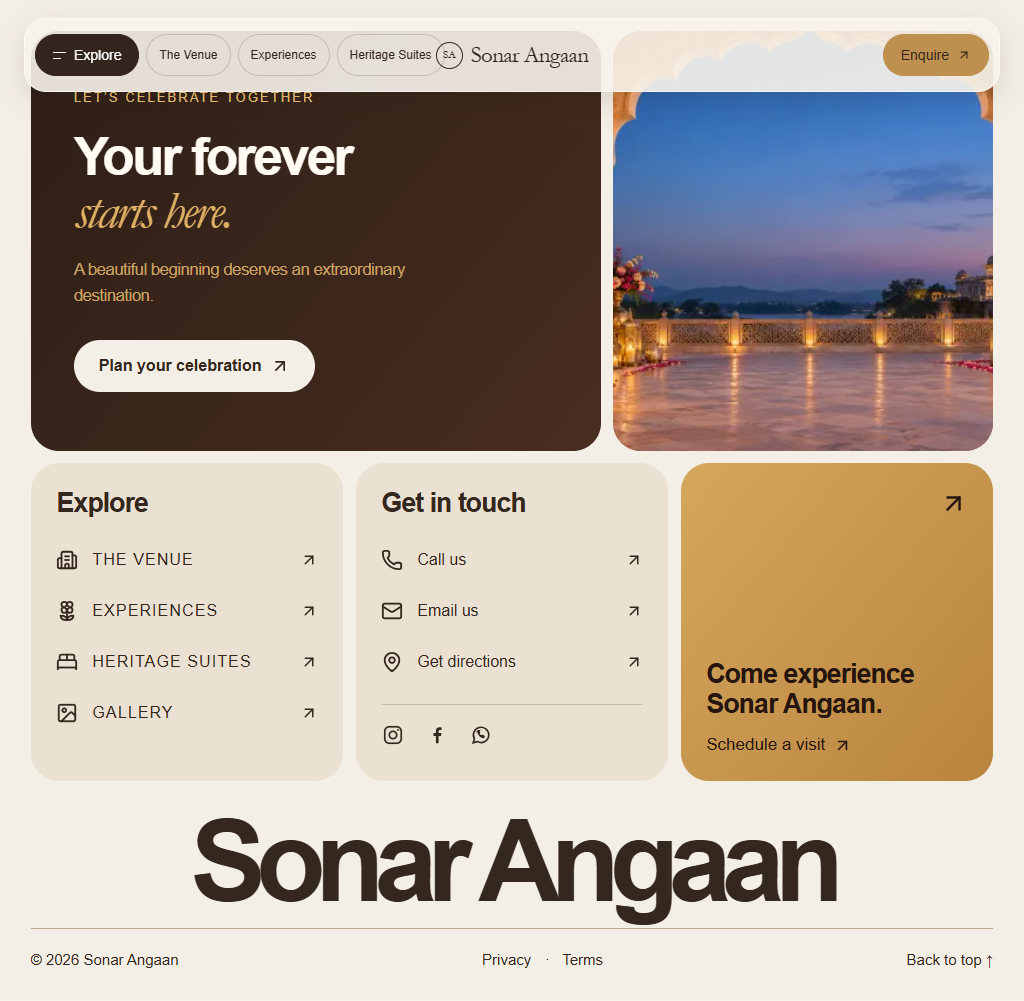 Explore
The Venue
Experiences
Heritage Suites
SA
Sonar Angaan
Enquire
LET'S CELEBRATE TOGETHER
Your forever
starts here.
A beautiful beginning deserves an extraordinary
destination.
Plan your celebration
Explore
THE VENUE
EXPERIENCES
HERITAGE SUITES
GALLERY
Get in touch
Call us
Email us
Get directions
Come experience
Sonar Angaan.
Schedule a visit
Sonar Angaan
© 2026 Sonar Angaan
Privacy · Terms
Back to top ↑